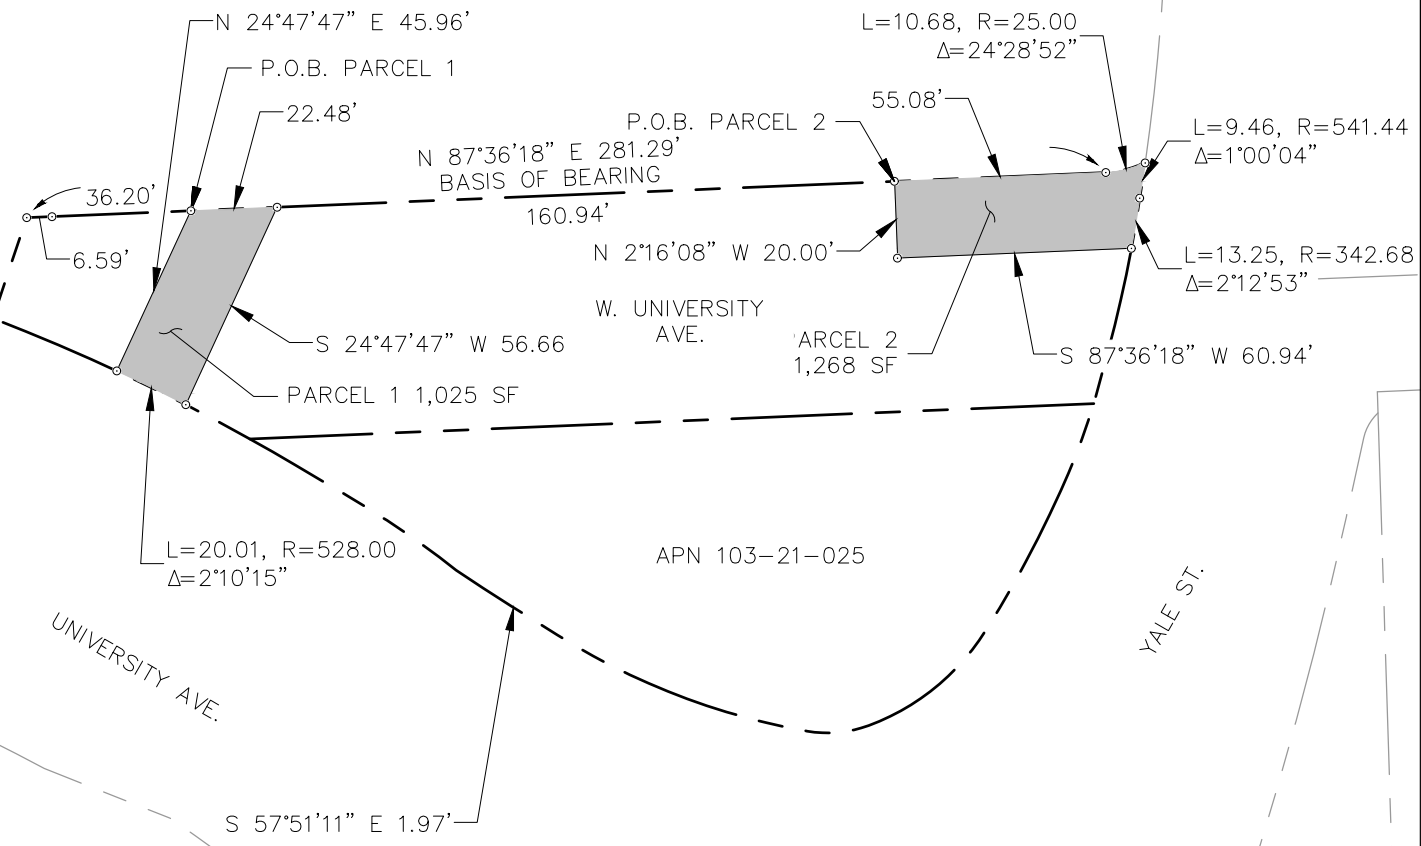 N 24°47'47" E 45.96'
L=10.68, R=25.00
Δ=24°28'52"
P.O.B. PARCEL 1
22.48'
55.08'
P.O.B. PARCEL 2
L=9.46, R=541.44
Δ=1°00'04"
N 87°36'18" E 281.29'
BASIS OF BEARING
36.20'
160.94'
6.59'
N 2°16'08" W 20.00'
L=13.25, R=342.68
Δ=2°12'53"
W. UNIVERSITY
AVE.
S 24°47'47" W 56.66
ARCEL 2
1,268 SF
S 87°36'18" W 60.94'
PARCEL 1 1,025 SF
L=20.01, R=528.00
Δ=2°10'15"
APN 103-21-025
YALE ST.
UNIVERSITY AVE.
S 57°51'11" E 1.97'